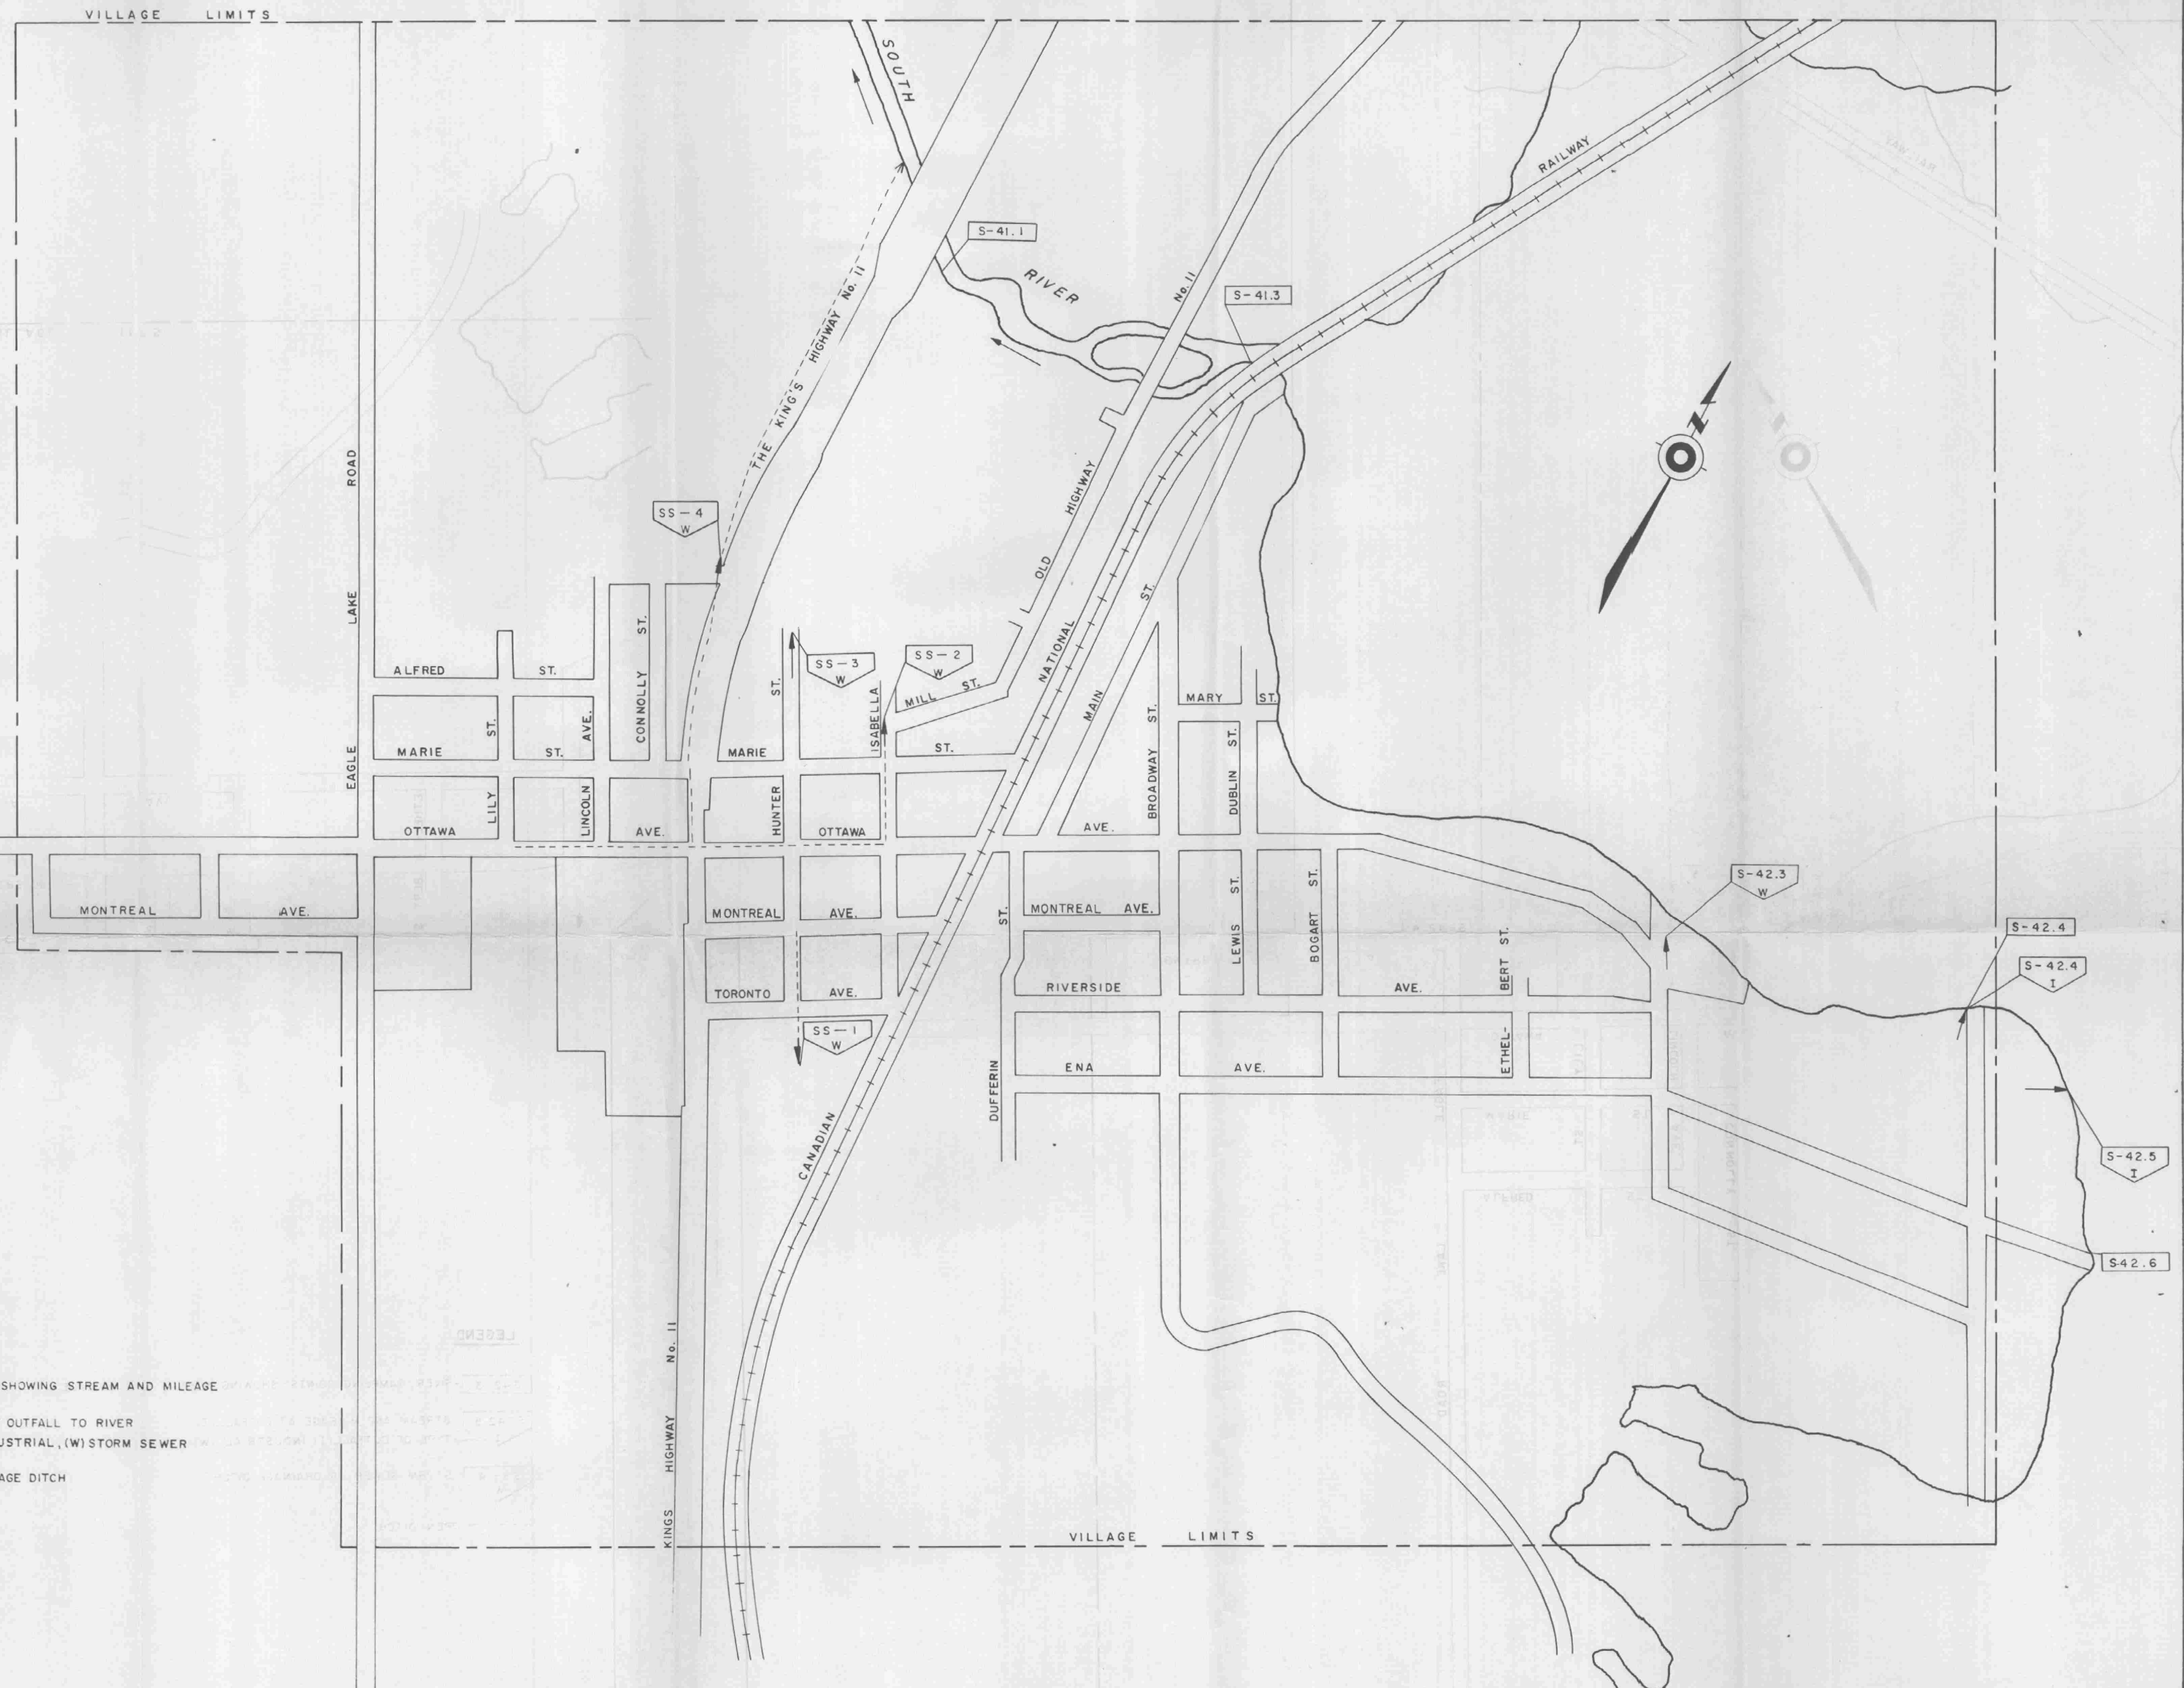 VILLAGE LIMITS
SOUTH
RAILWAY
S-41.1
RIVER
No. 11
S-41.3
THE KING'S HIGHWAY No. 11
N
EAGLE LAKE ROAD
OLD HIGHWAY
SS-4
W
SS-3
W
SS-2
W
ALFRED ST.
CONNOLLY ST.
ISABELLA
MILL ST.
NATIONAL
MAIN ST.
MARY ST.
MARIE ST.
MARIE ST.
LILY ST.
LINCOLN AVE.
HUNTER ST.
BROADWAY ST.
DUBLIN ST.
OTTAWA AVE.
OTTAWA AVE.
MONTREAL AVE.
MONTREAL AVE.
MONTREAL AVE.
LEWIS ST.
BOGART ST.
S-42.3
W
S-42.4
S-42.4
I
TORONTO AVE.
RIVERSIDE AVE.
ETHEL-BERT ST.
SS-1
W
ENA AVE.
DUFFERIN ST.
CANADIAN
S-42.5
I
S-42.6
KINGS HIGHWAY No. 11
SHOWING STREAM AND MILEAGE
OUTFALL TO RIVER
USTRIAL, (W) STORM SEWER
AGE DITCH
VILLAGE LIMITS